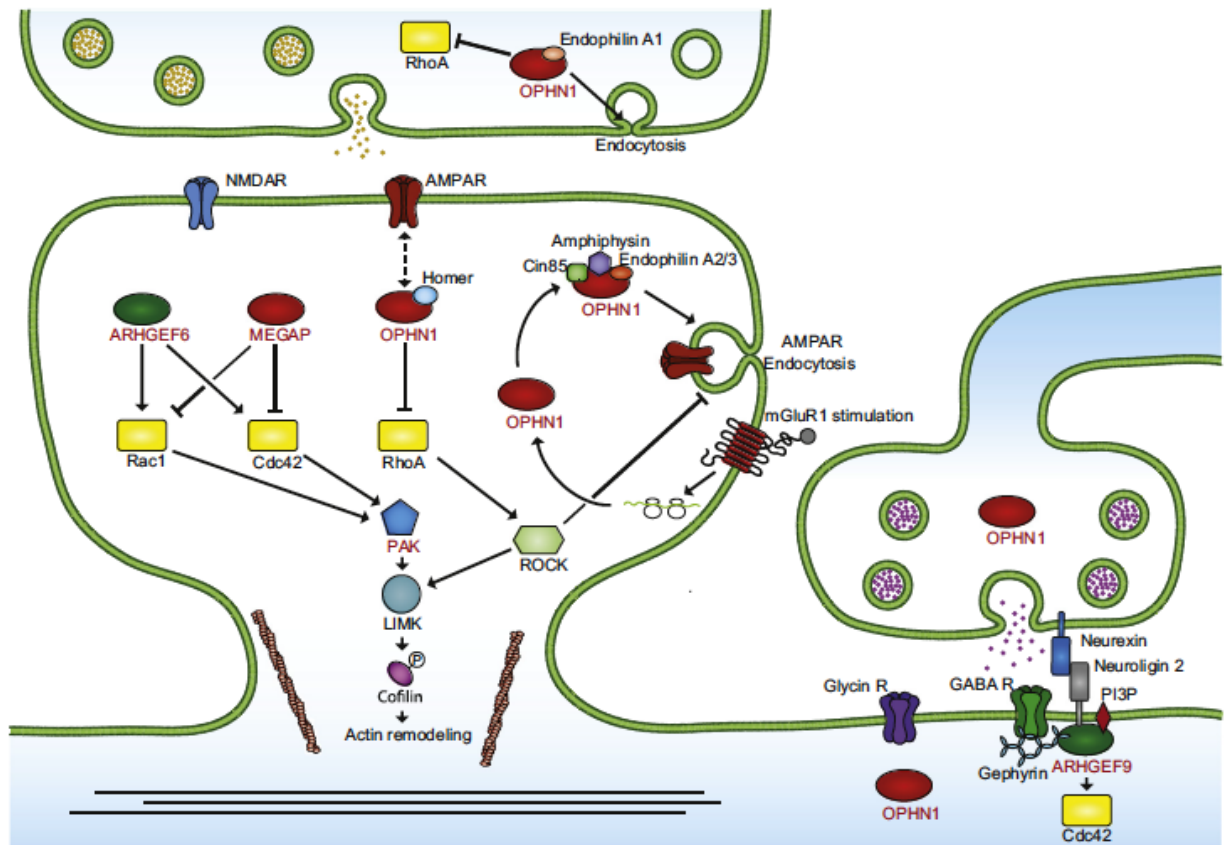 Endophilin A1
RhoA
OPHN1
Endocytosis
NMDAR
AMPAR
Amphiphysin
Cin85
Endophilin A2/3
OPHN1
Homer
ARHGEF6
MEGAP
OPHN1
AMPAR
Endocytosis
OPHN1
mGluR1 stimulation
Rac1
Cdc42
RhoA
PAK
ROCK
OPHN1
LIMK
P
Cofilin
Actin remodeling
Neurexin
Neuroligin 2
Glycin R
GABA R
PI3P
Gephyrin
ARHGEF9
OPHN1
Cdc42